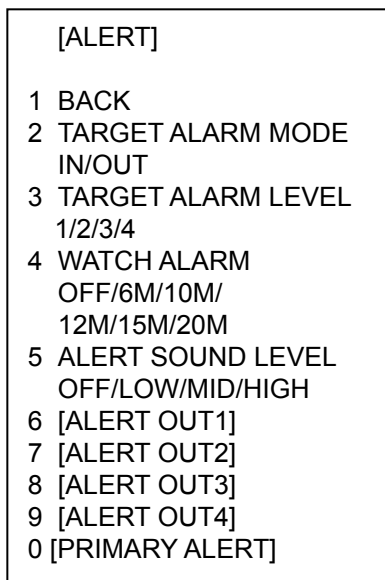 [ALERT]
1 BACK
2 TARGET ALARM MODE
IN/OUT
3 TARGET ALARM LEVEL
1/2/3/4
4 WATCH ALARM
OFF/6M/10M/
12M/15M/20M
5 ALERT SOUND LEVEL
OFF/LOW/MID/HIGH
6 [ALERT OUT1]
7 [ALERT OUT2]
8 [ALERT OUT3]
9 [ALERT OUT4]
0 [PRIMARY ALERT]